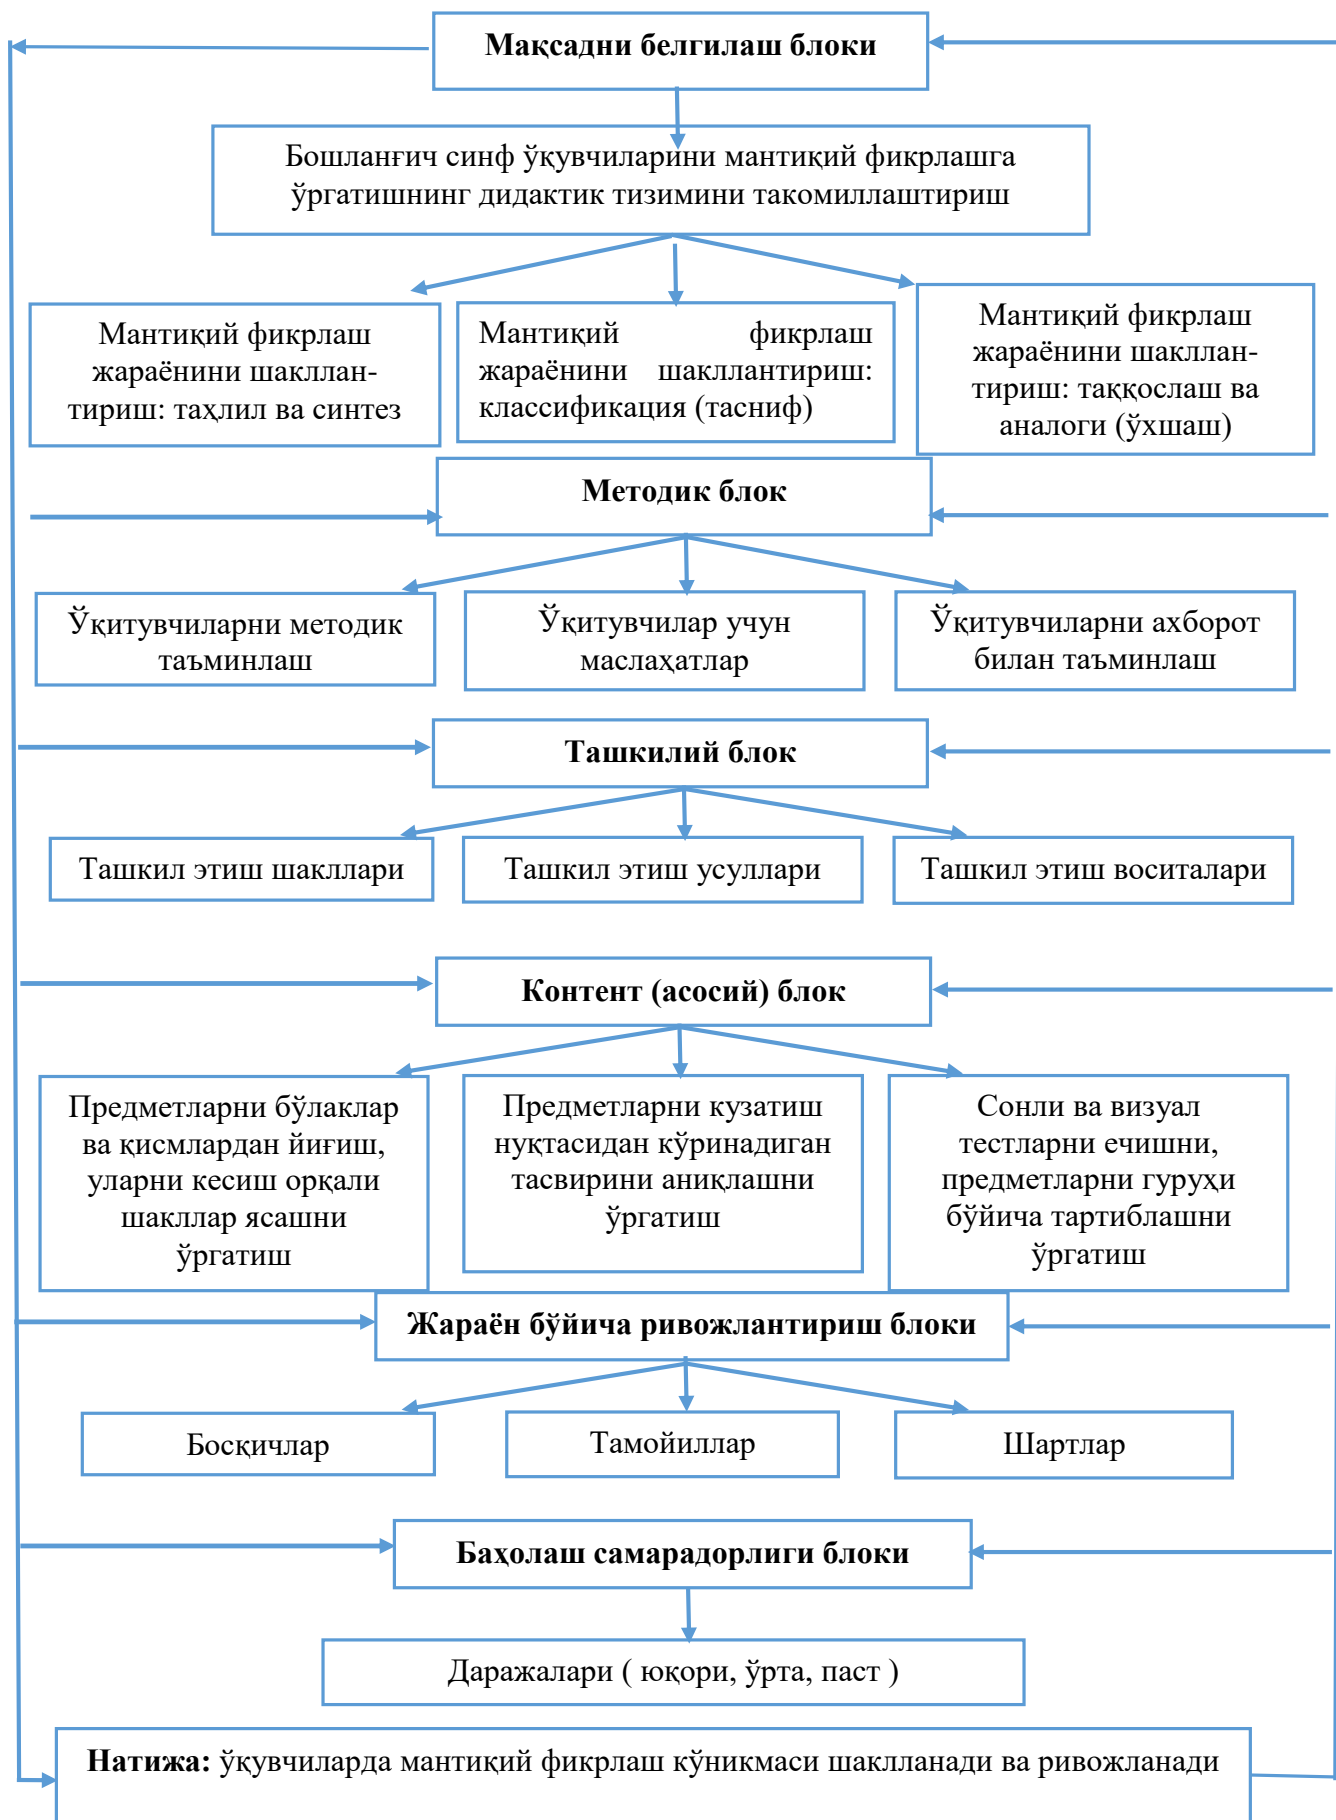 Мақсадни белгилаш блоки
Бошланғич синф ўқувчиларини мантиқий фикрлашга
ўргатишнинг дидактик тизимини такомиллаштириш
Мантиқий фикрлаш
жараёнини шакллан-
тириш: таҳлил ва синтез
Мантиқий фикрлаш
жараёнини шакллантириш:
классификация (тасниф)
Мантиқий фикрлаш
жараёнини шакллан-
тириш: таққослаш ва
аналоги (ўхшаш)
Методик блок
Ўқитувчиларни методик
таъминлаш
Ўқитувчилар учун
маслаҳатлар
Ўқитувчиларни ахборот
билан таъминлаш
Ташкилий блок
Ташкил этиш шакллари
Ташкил этиш усуллари
Ташкил этиш воситалари
Контент (асосий) блок
Предметларни бўлаклар
ва қисмлардан йиғиш,
уларни кесиш орқали
шакллар ясашни
ўргатиш
Предметларни кузатиш
нуқтасидан кўринадиган
тасвирини аниқлашни
ўргатиш
Сонли ва визуал
тестларни ечишни,
предметларни гуруҳи
бўйича тартиблашни
ўргатиш
Жараён бўйича ривожлантириш блоки
Босқичлар
Тамойиллар
Шартлар
Баҳолаш самарадорлиги блоки
Даражалари ( юқори, ўрта, паст )
Натижа: ўқувчиларда мантиқий фикрлаш кўникмаси шаклланади ва ривожланади